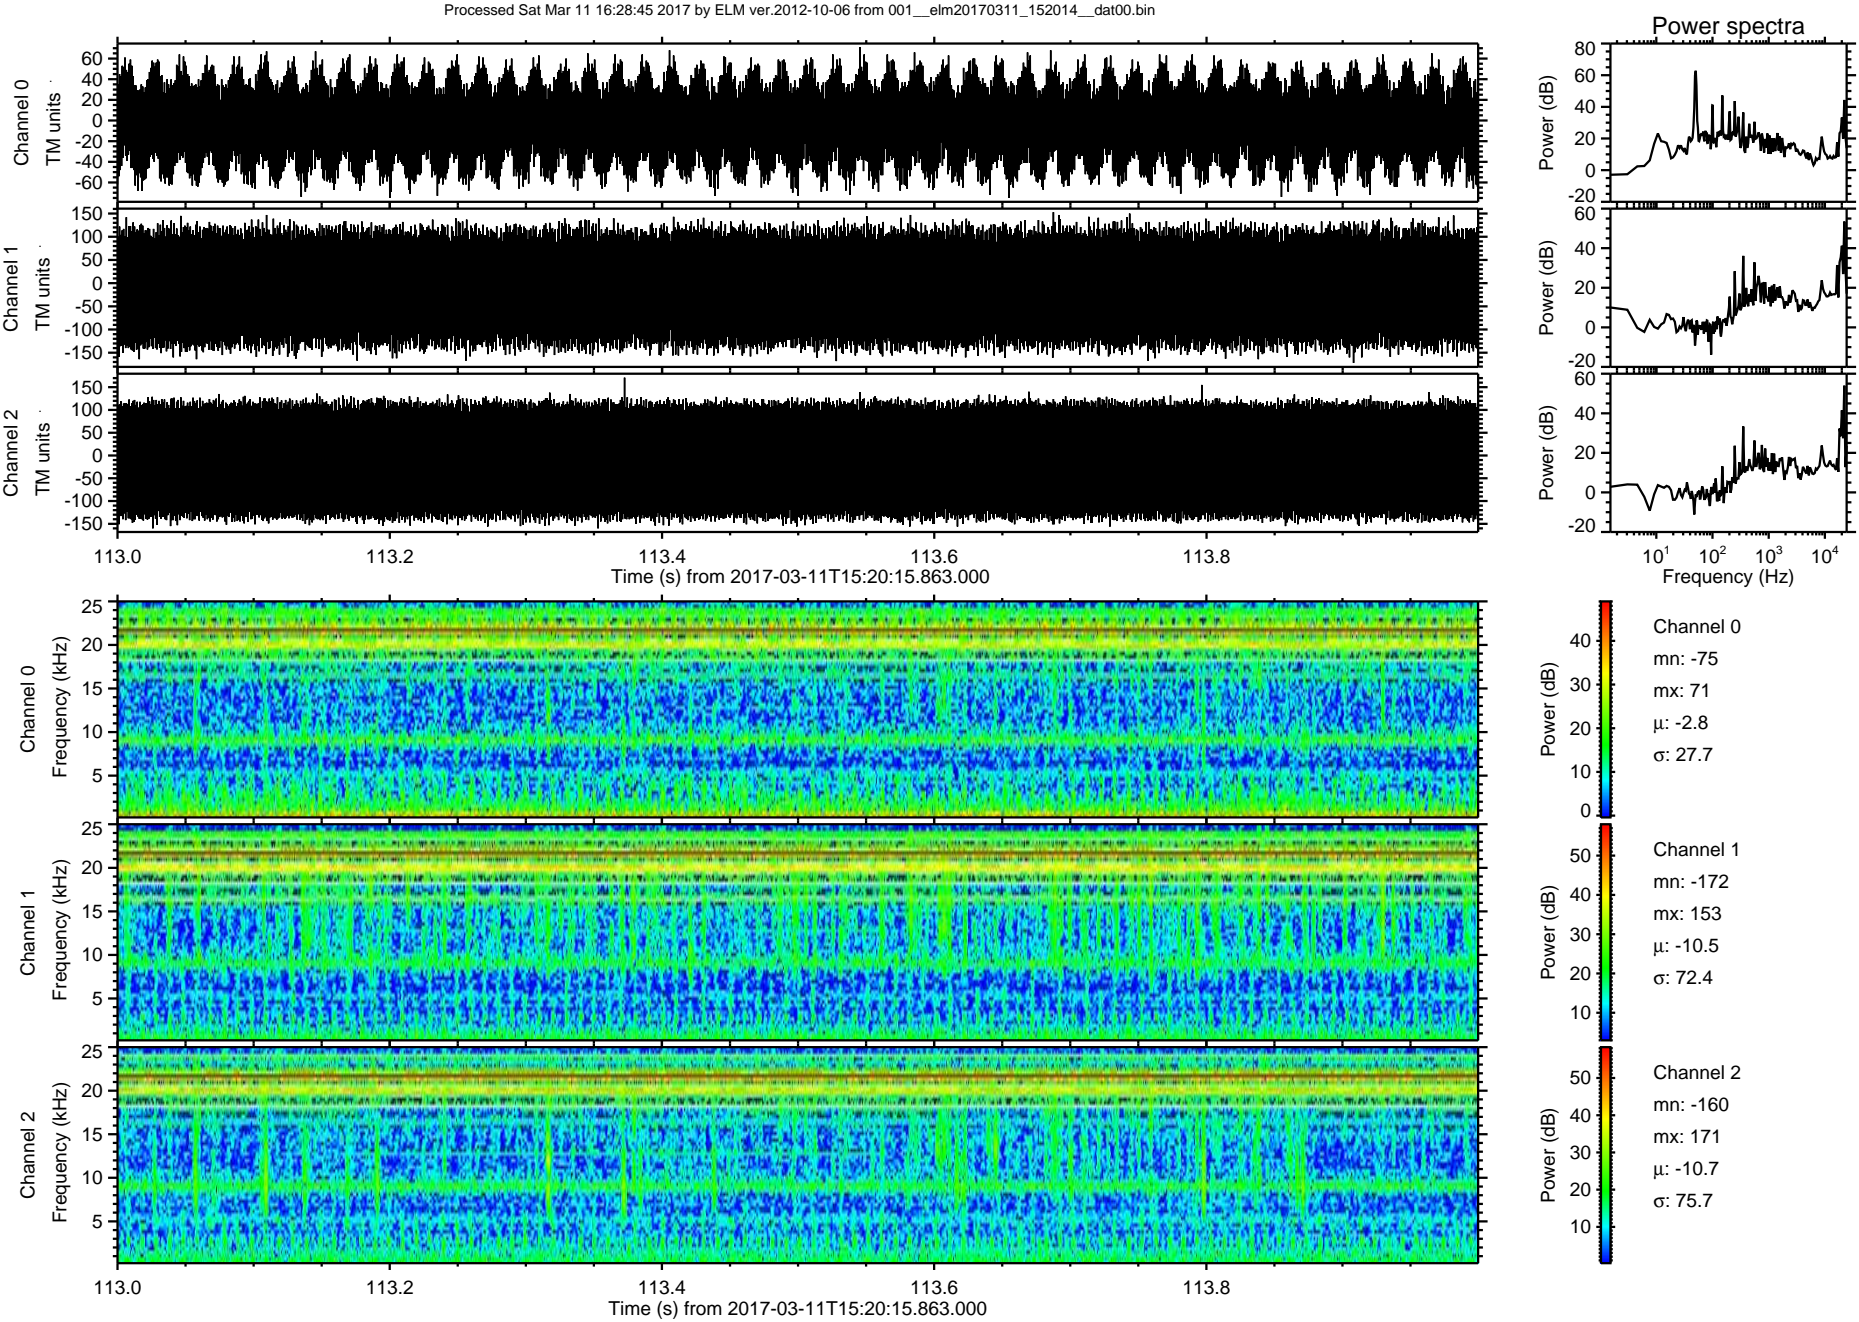 Processed Sat Mar 11 16:28:45 2017 by ELM ver.2012-10-06 from 001__elm20170311_152014__dat00.bin
Power spectra
Channel 0
TM units
60
40
20
0
-20
-40
-60
Power (dB)
80
60
40
20
0
-20
Channel 1
TM units
150
100
50
0
-50
-100
-150
Power (dB)
60
40
20
0
-20
Channel 2
TM units
150
100
50
0
-50
-100
-150
Power (dB)
60
40
20
0
-20
113.0 113.2 113.4 113.6 113.8
Time (s) from 2017-03-11T15:20:15.863.000
10¹ 10² 10³ 10⁴
Frequency (Hz)
Channel 0
Frequency (kHz)
25
20
15
10
5
Power (dB)
40
30
20
10
0
Channel 0
mn: -75
mx: 71
μ: -2.8
σ: 27.7
Channel 1
Frequency (kHz)
25
20
15
10
5
Power (dB)
50
40
30
20
10
Channel 1
mn: -172
mx: 153
μ: -10.5
σ: 72.4
Channel 2
Frequency (kHz)
25
20
15
10
5
Power (dB)
50
40
30
20
10
Channel 2
mn: -160
mx: 171
μ: -10.7
σ: 75.7
113.0 113.2 113.4 113.6 113.8
Time (s) from 2017-03-11T15:20:15.863.000